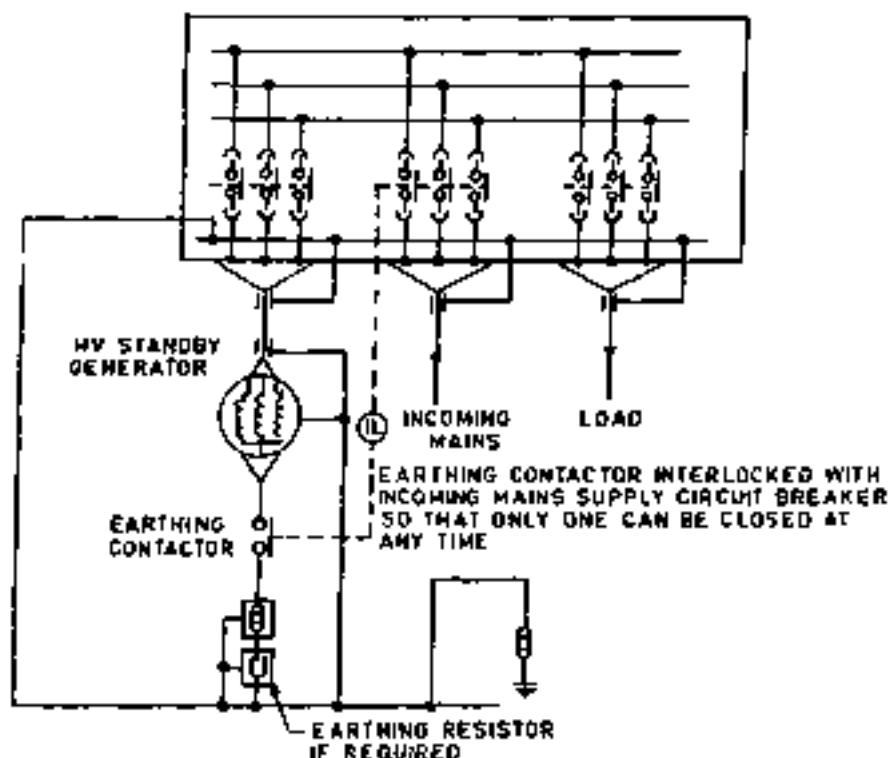 HV STANDBY
GENERATOR
INCOMING
MAINS
LOAD
IL
EARTHING CONTACTOR INTERLOCKED WITH
INCOMING MAINS SUPPLY CIRCUIT BREAKER
SO THAT ONLY ONE CAN BE CLOSED AT
ANY TIME
EARTHING
CONTACTOR
EARTHING RESISTOR
IF REQUIRED